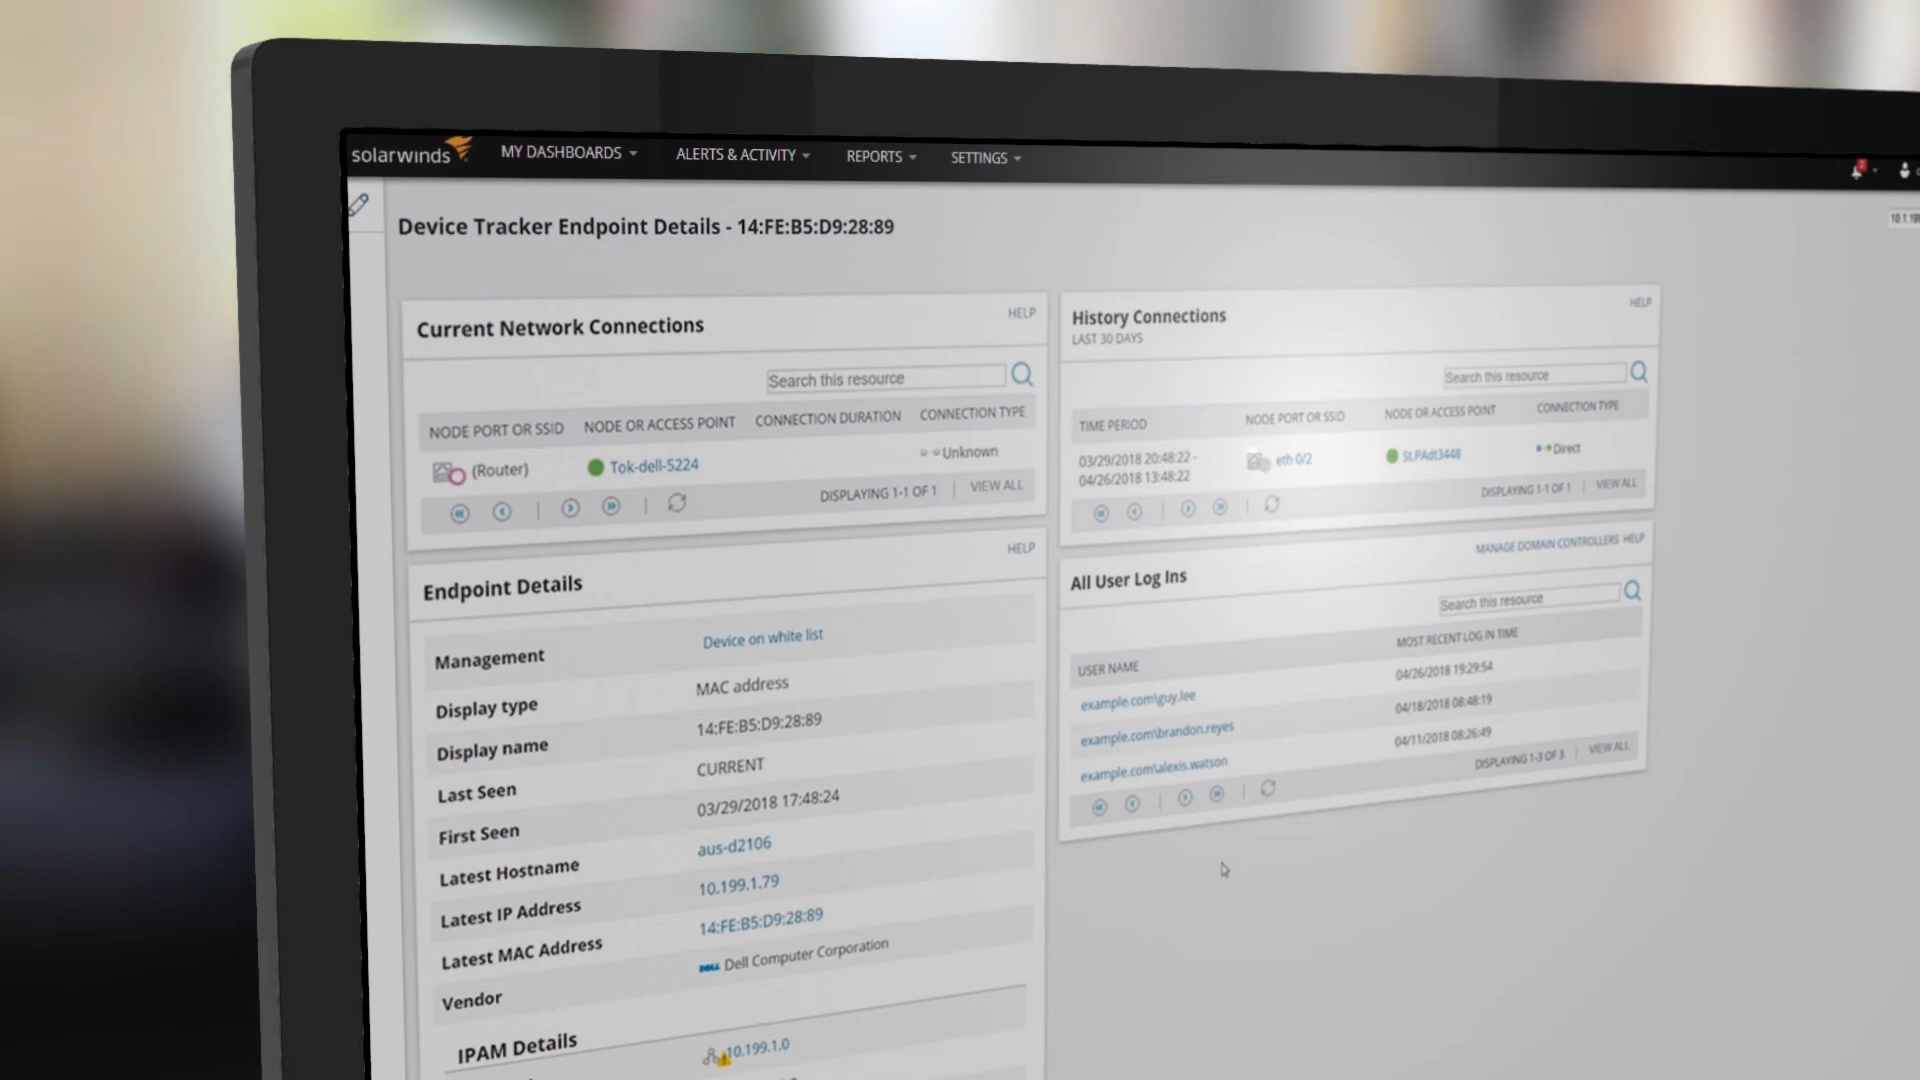 solarwinds
MY DASHBOARDS
ALERTS & ACTIVITY
REPORTS
SETTINGS
Device Tracker Endpoint Details - 14:FE:B5:D9:28:89
Current Network Connections
HELP
Search this resource
NODE PORT OR SSID NODE OR ACCESS POINT CONNECTION DURATION CONNECTION TYPE
(Router) Tok-dell-5224 Unknown
DISPLAYING 1-1 OF 1 | VIEW ALL
Endpoint Details
HELP
Management Device on white list
Display type MAC address
Display name 14:FE:B5:D9:28:89
Last Seen CURRENT
First Seen 03/29/2018 17:48:24
Latest Hostname aus-d2106
Latest IP Address 10.199.1.79
Latest MAC Address 14:FE:B5:D9:28:89
Vendor DELL Dell Computer Corporation
IPAM Details
10.199.1.0
History Connections
HELP
LAST 30 DAYS
Search this resource
TIME PERIOD NODE PORT OR SSID NODE OR ACCESS POINT CONNECTION TYPE
03/29/2018 20:48:22 -
04/26/2018 13:48:22
eth 0/2 St.PAdt3448 Direct
DISPLAYING 1-1 OF 1 | VIEW ALL
MANAGE DOMAIN CONTROLLERS HELP
All User Log Ins
Search this resource
USER NAME MOST RECENT LOG IN TIME
example.com\guy.lee 04/26/2018 19:29:54
example.com\brandon.reyes 04/18/2018 08:48:19
example.com\alexis.watson 04/11/2018 08:26:49
DISPLAYING 1-3 OF 3 | VIEW ALL